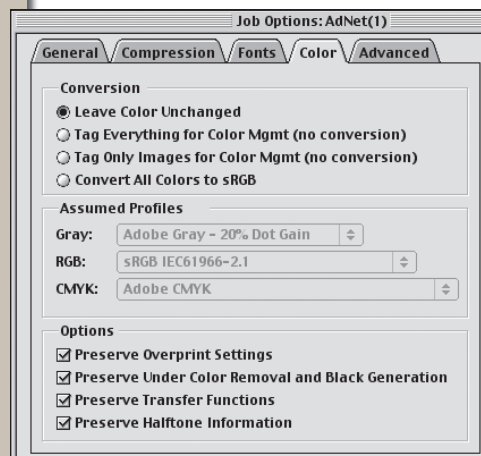 Job Options: AdNet(1)
General Compression Fonts Color Advanced
Conversion
Leave Color Unchanged
Tag Everything for Color Mgmt (no conversion)
Tag Only Images for Color Mgmt (no conversion)
Convert All Colors to sRGB
Assumed Profiles
Gray: Adobe Gray - 20% Dot Gain
RGB: sRGB IEC61966-2.1
CMYK: Adobe CMYK
Options
Preserve Overprint Settings
Preserve Under Color Removal and Black Generation
Preserve Transfer Functions
Preserve Halftone Information